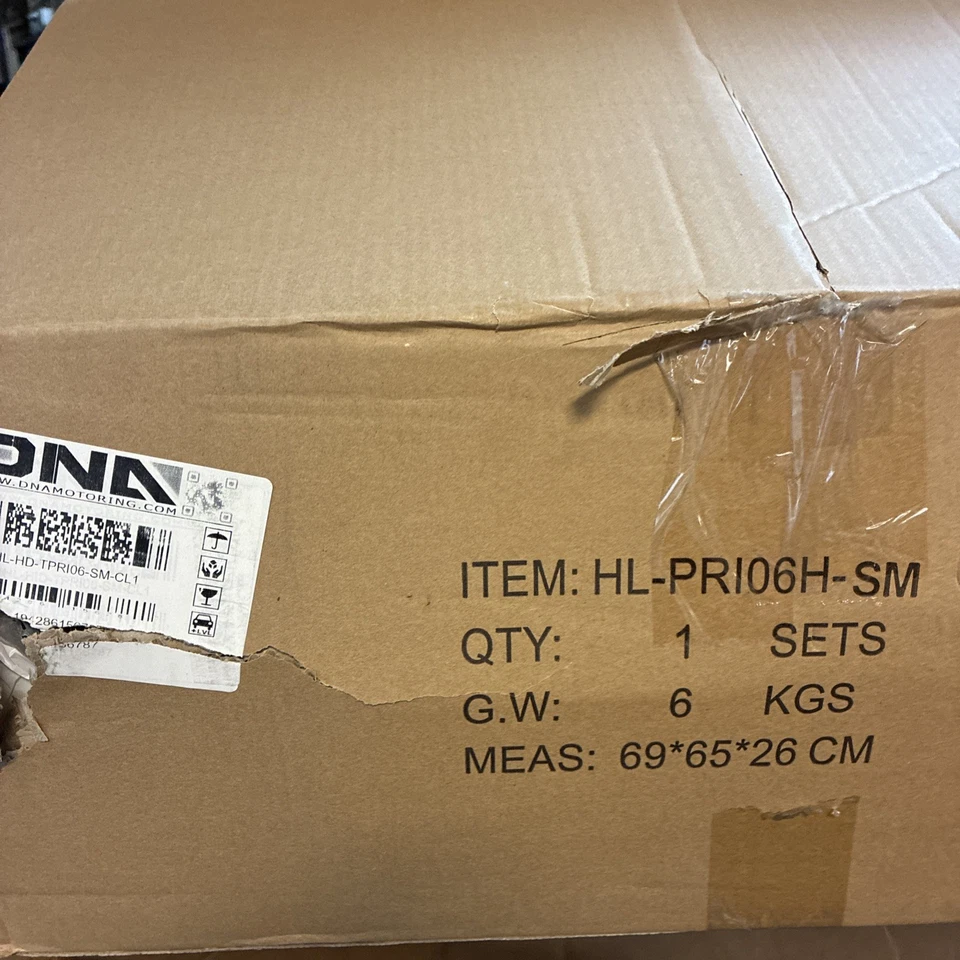 DNA
WWW.DNAMOTORING.COM
HL-HD-TPRI06-SM-CL1
+LVL
ITEM: HL-PRI06H-SM
QTY: 1 SETS
G.W: 6 KGS
MEAS: 69*65*26 CM